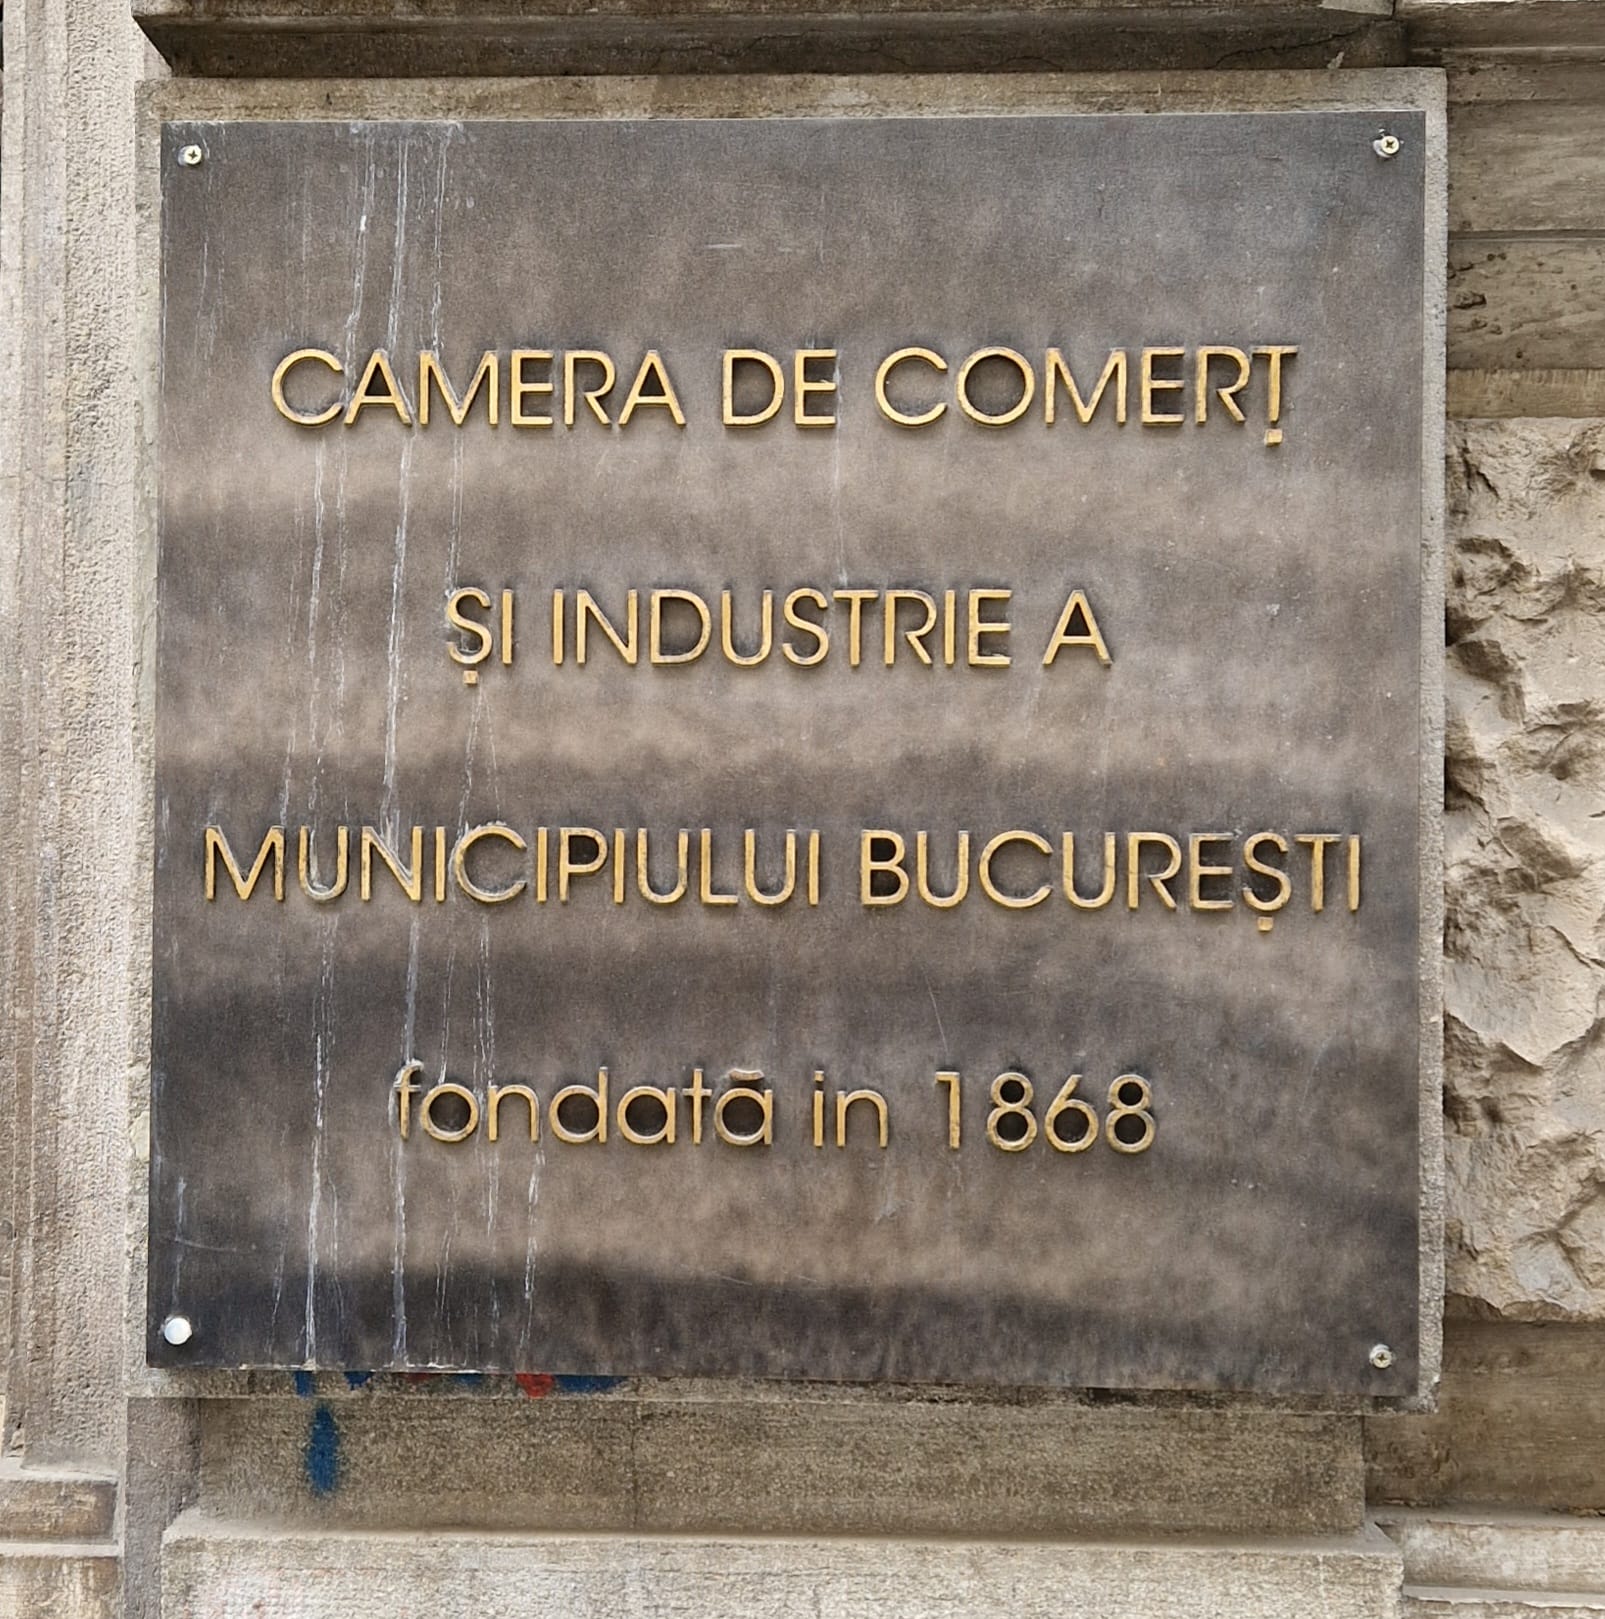 CAMERA DE COMERȚ
ȘI INDUSTRIE A
MUNICIPIULUI BUCUREȘTI
fondată in 1868